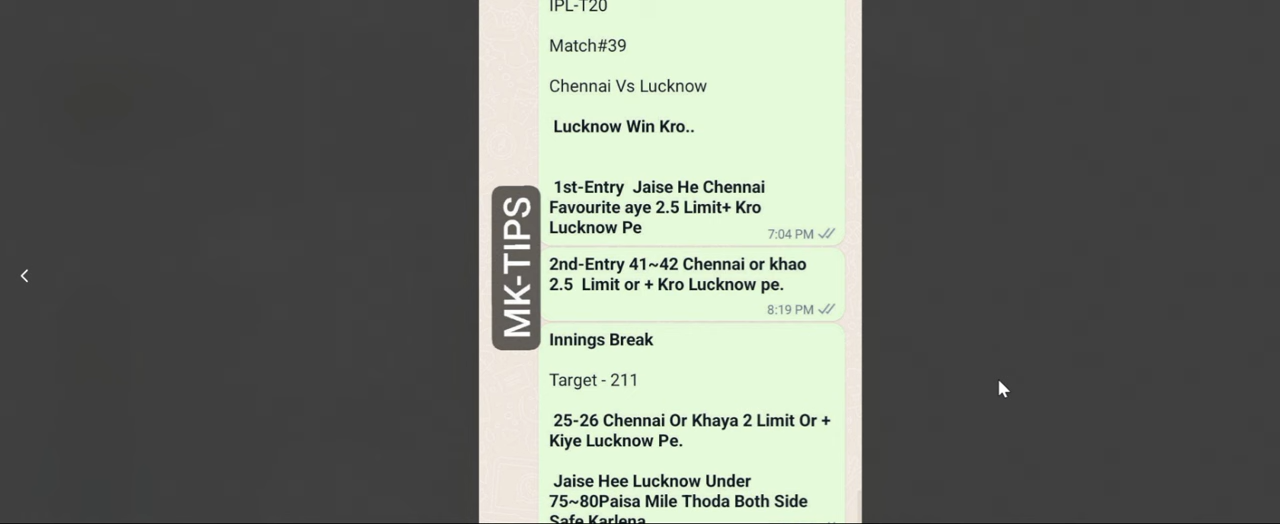 IPL-T20
Match#39
Chennai Vs Lucknow
Lucknow Win Kro..
1st-Entry Jaise He Chennai
Favourite aye 2.5 Limit+ Kro
Lucknow Pe
7:04 PM
MK-TIPS
2nd-Entry 41~42 Chennai or khao
2.5 Limit or + Kro Lucknow pe.
8:19 PM
Innings Break
Target - 211
25-26 Chennai Or Khaya 2 Limit Or +
Kiye Lucknow Pe.
Jaise Hee Lucknow Under
75~80Paisa Mile Thoda Both Side
Safe Karlena